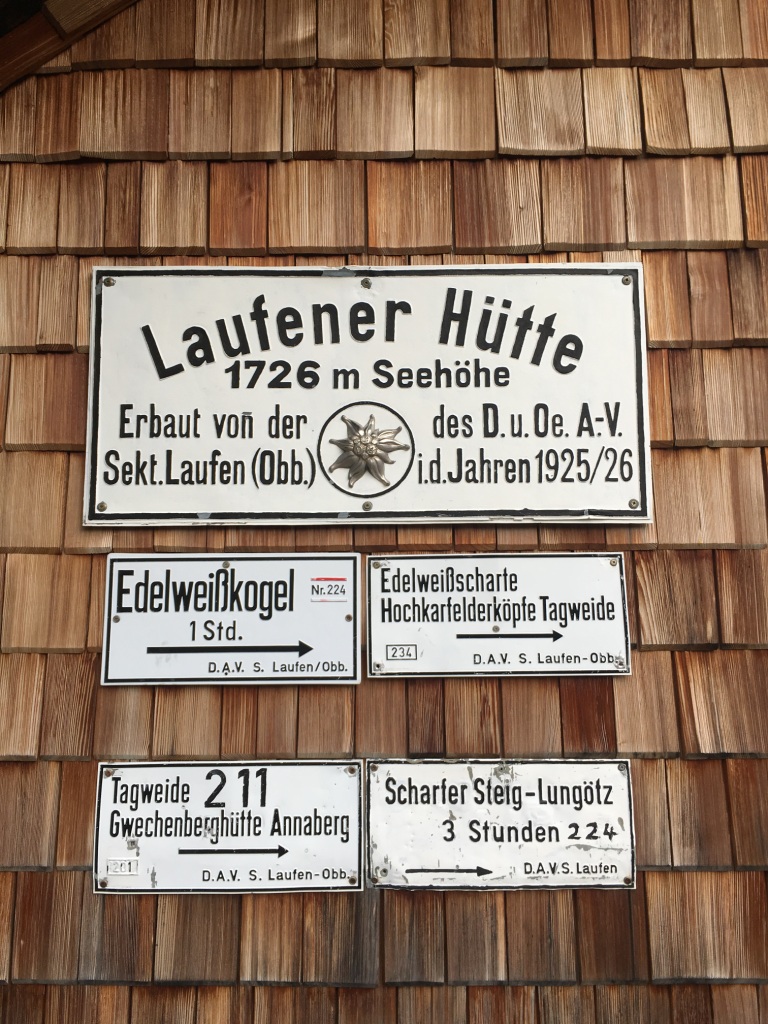 Laufener Hütte
1726 m Seehöhe
Erbaut von̄ der des D.u.Oe. A.-V.
Sekt.Laufen (Obb.) i.d.Jahren 1925/26
Edelweißkogel Nr.224
1 Std.
D.A.V. S. Laufen/Obb.
Edelweißscharte
Hochkarfelderköpfe Tagweide
234
D.A.V. S. Laufen-Obb.
Tagweide 211
Gwechenberghütte Annaberg
201
D.A.V. S. Laufen-Obb.
Scharfer Steig-Lungötz
3 Stunden 224
D.A.V.S. Laufen